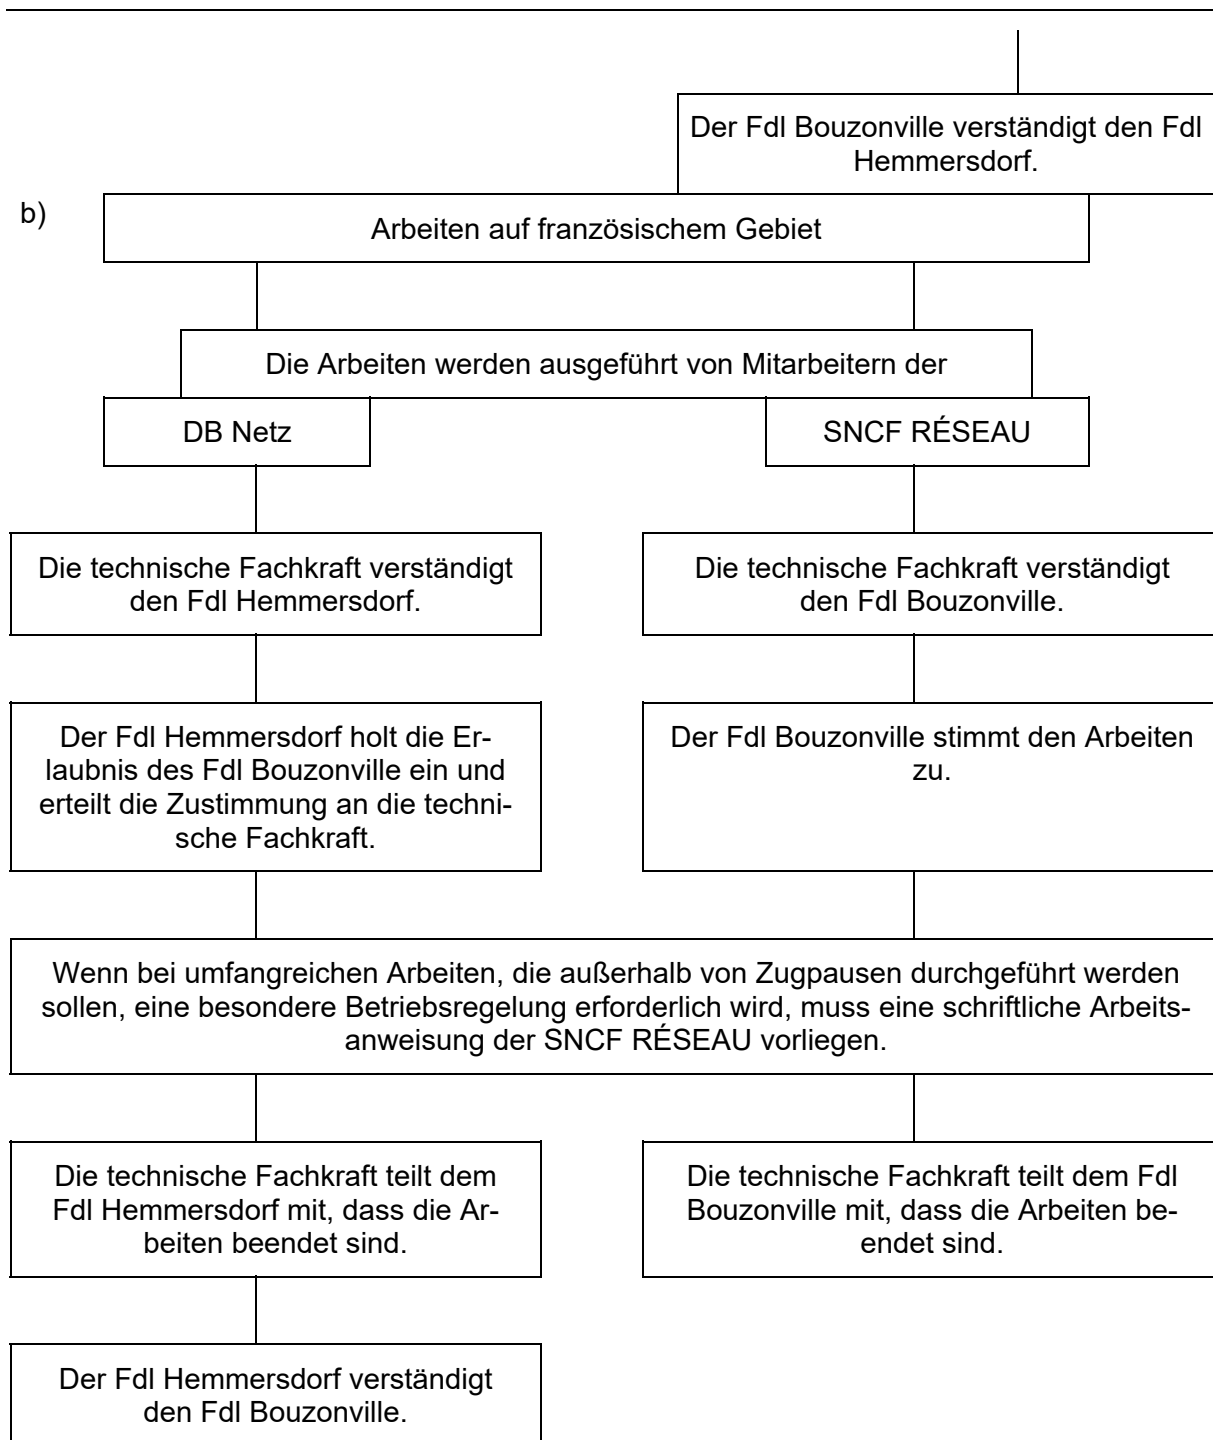 Der Fdl Bouzonville verständigt den Fdl
Hemmersdorf.
b)
Arbeiten auf französischem Gebiet
Die Arbeiten werden ausgeführt von Mitarbeitern der
DB Netz
SNCF RÉSEAU
Die technische Fachkraft verständigt
den Fdl Hemmersdorf.
Die technische Fachkraft verständigt
den Fdl Bouzonville.
Der Fdl Hemmersdorf holt die Er-
laubnis des Fdl Bouzonville ein und
erteilt die Zustimmung an die techni-
sche Fachkraft.
Der Fdl Bouzonville stimmt den Arbeiten
zu.
Wenn bei umfangreichen Arbeiten, die außerhalb von Zugpausen durchgeführt werden
sollen, eine besondere Betriebsregelung erforderlich wird, muss eine schriftliche Arbeits-
anweisung der SNCF RÉSEAU vorliegen.
Die technische Fachkraft teilt dem
Fdl Hemmersdorf mit, dass die Ar-
beiten beendet sind.
Die technische Fachkraft teilt dem Fdl
Bouzonville mit, dass die Arbeiten be-
endet sind.
Der Fdl Hemmersdorf verständigt
den Fdl Bouzonville.